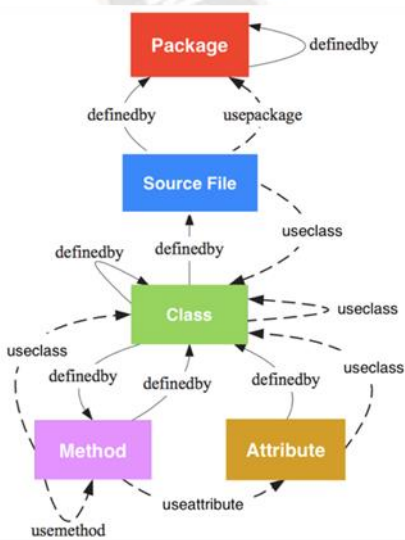 Package
definedby
definedby
usepackage
Source File
useclass
definedby
definedby
useclass
Class
useclass
useclass
definedby
definedby
definedby
Method
Attribute
useattribute
usemethod